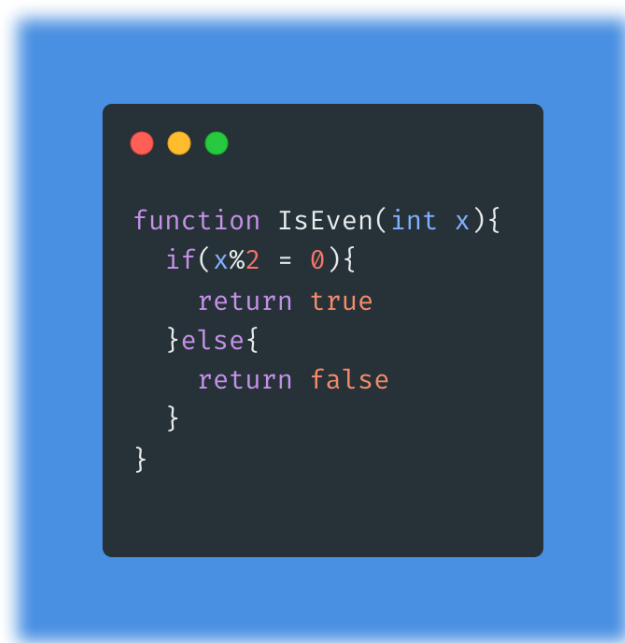 function IsEven(int x){
  if(x%2 = 0){
    return true
  }else{
    return false
  }
}